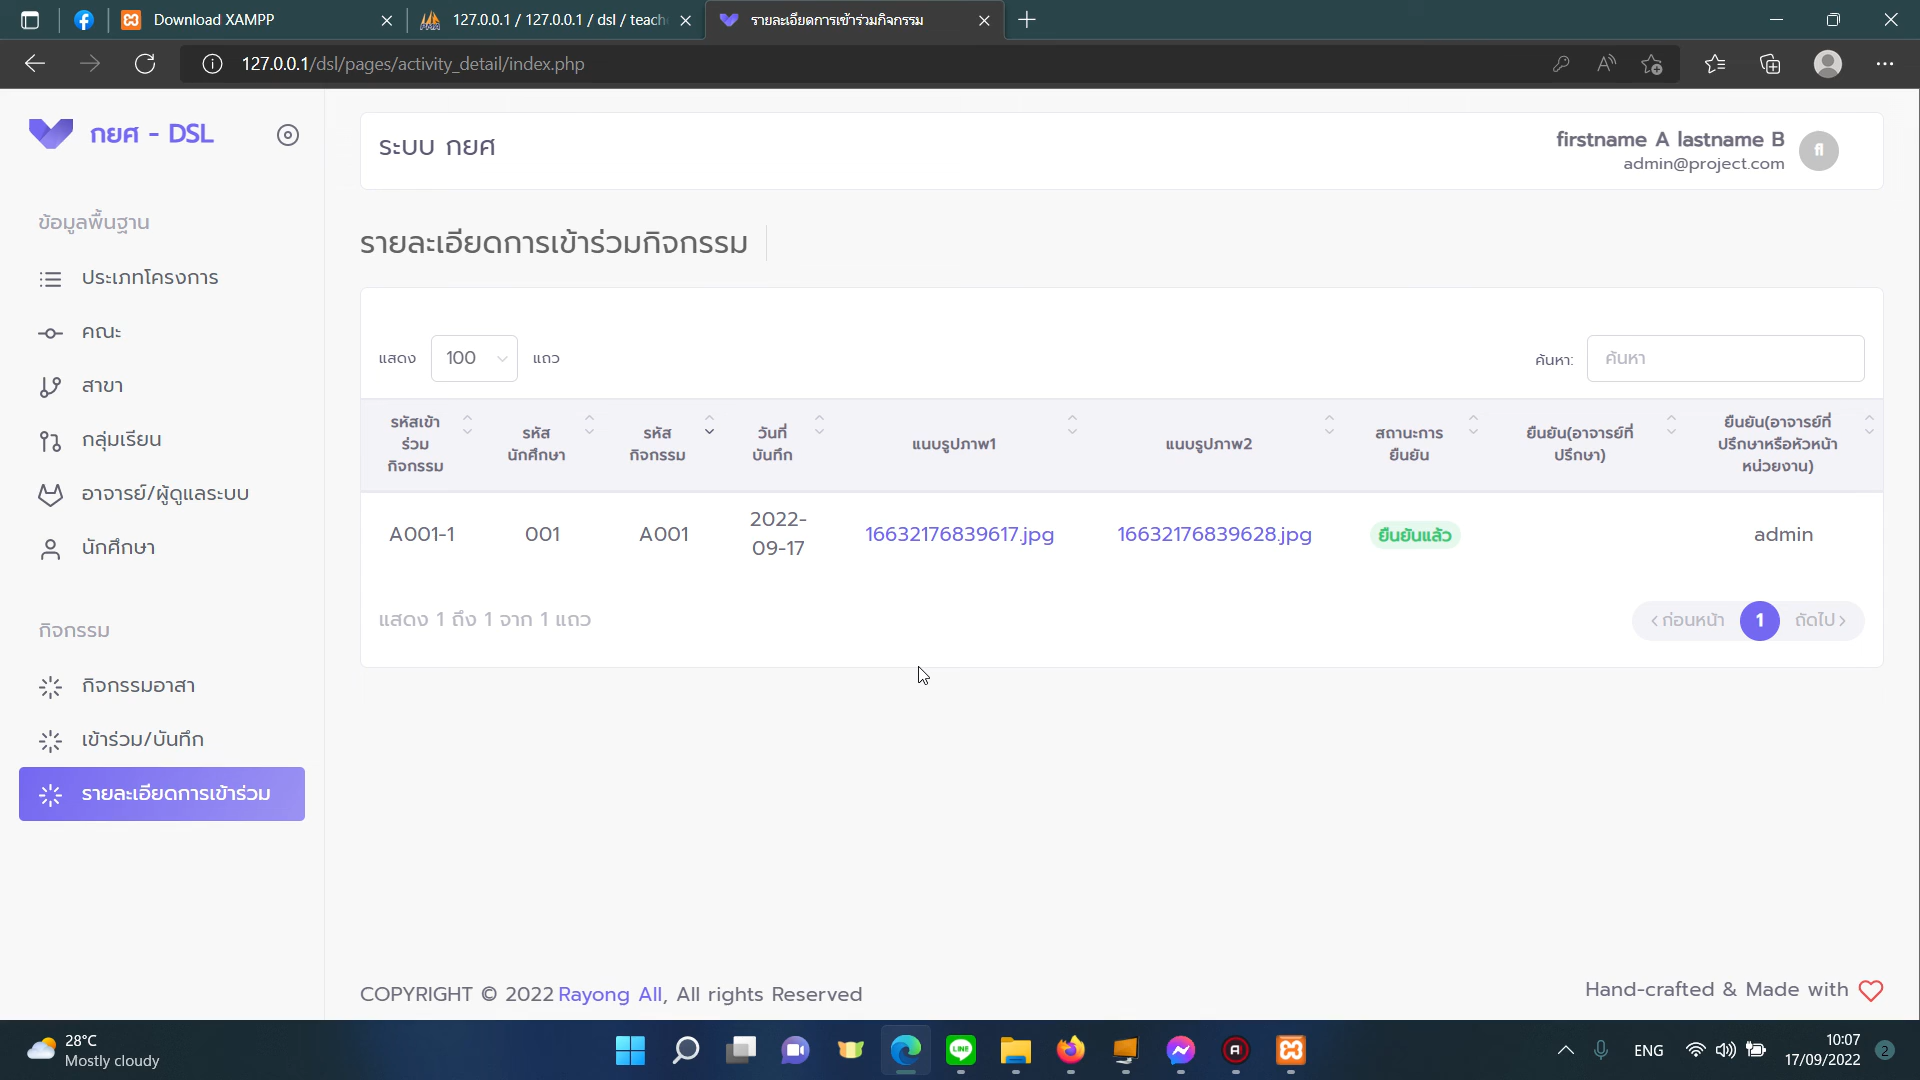 Download XAMPP
127.0.0.1 / 127.0.0.1 / dsl / teach
รายละเอียดการเข้าร่วมกิจกรรม
127.0.0.1/dsl/pages/activity_detail/index.php
กยศ - DSL
ระบบ กยศ
firstname A lastname B
admin@project.com
fl
ข้อมูลพื้นฐาน
ประเภทโครงการ
คณะ
สาขา
กลุ่มเรียน
อาจารย์/ผู้ดูแลระบบ
นักศึกษา
กิจกรรม
กิจกรรมอาสา
เข้าร่วม/บันทึก
รายละเอียดการเข้าร่วม
รายละเอียดการเข้าร่วมกิจกรรม
แสดง 100 แถว
ค้นหา: ค้นหา
รหัสเข้า
ร่วม
กิจกรรม
รหัส
นักศึกษา
รหัส
กิจกรรม
วันที่
บันทึก
แนบรูปภาพ1
แนบรูปภาพ2
สถานะการ
ยืนยัน
ยืนยัน(อาจารย์ที่
ปรึกษา)
ยืนยัน(อาจารย์ที่
ปรึกษาหรือหัวหน้า
หน่วยงาน)
A001-1
001
A001
2022-
09-17
16632176839617.jpg
16632176839628.jpg
ยืนยันแล้ว
admin
แสดง 1 ถึง 1 จาก 1 แถว
ก่อนหน้า 1 ถัดไป
COPYRIGHT © 2022 Rayong All, All rights Reserved
Hand-crafted & Made with
28°C
Mostly cloudy
LINE
ENG
10:07
17/09/2022
2